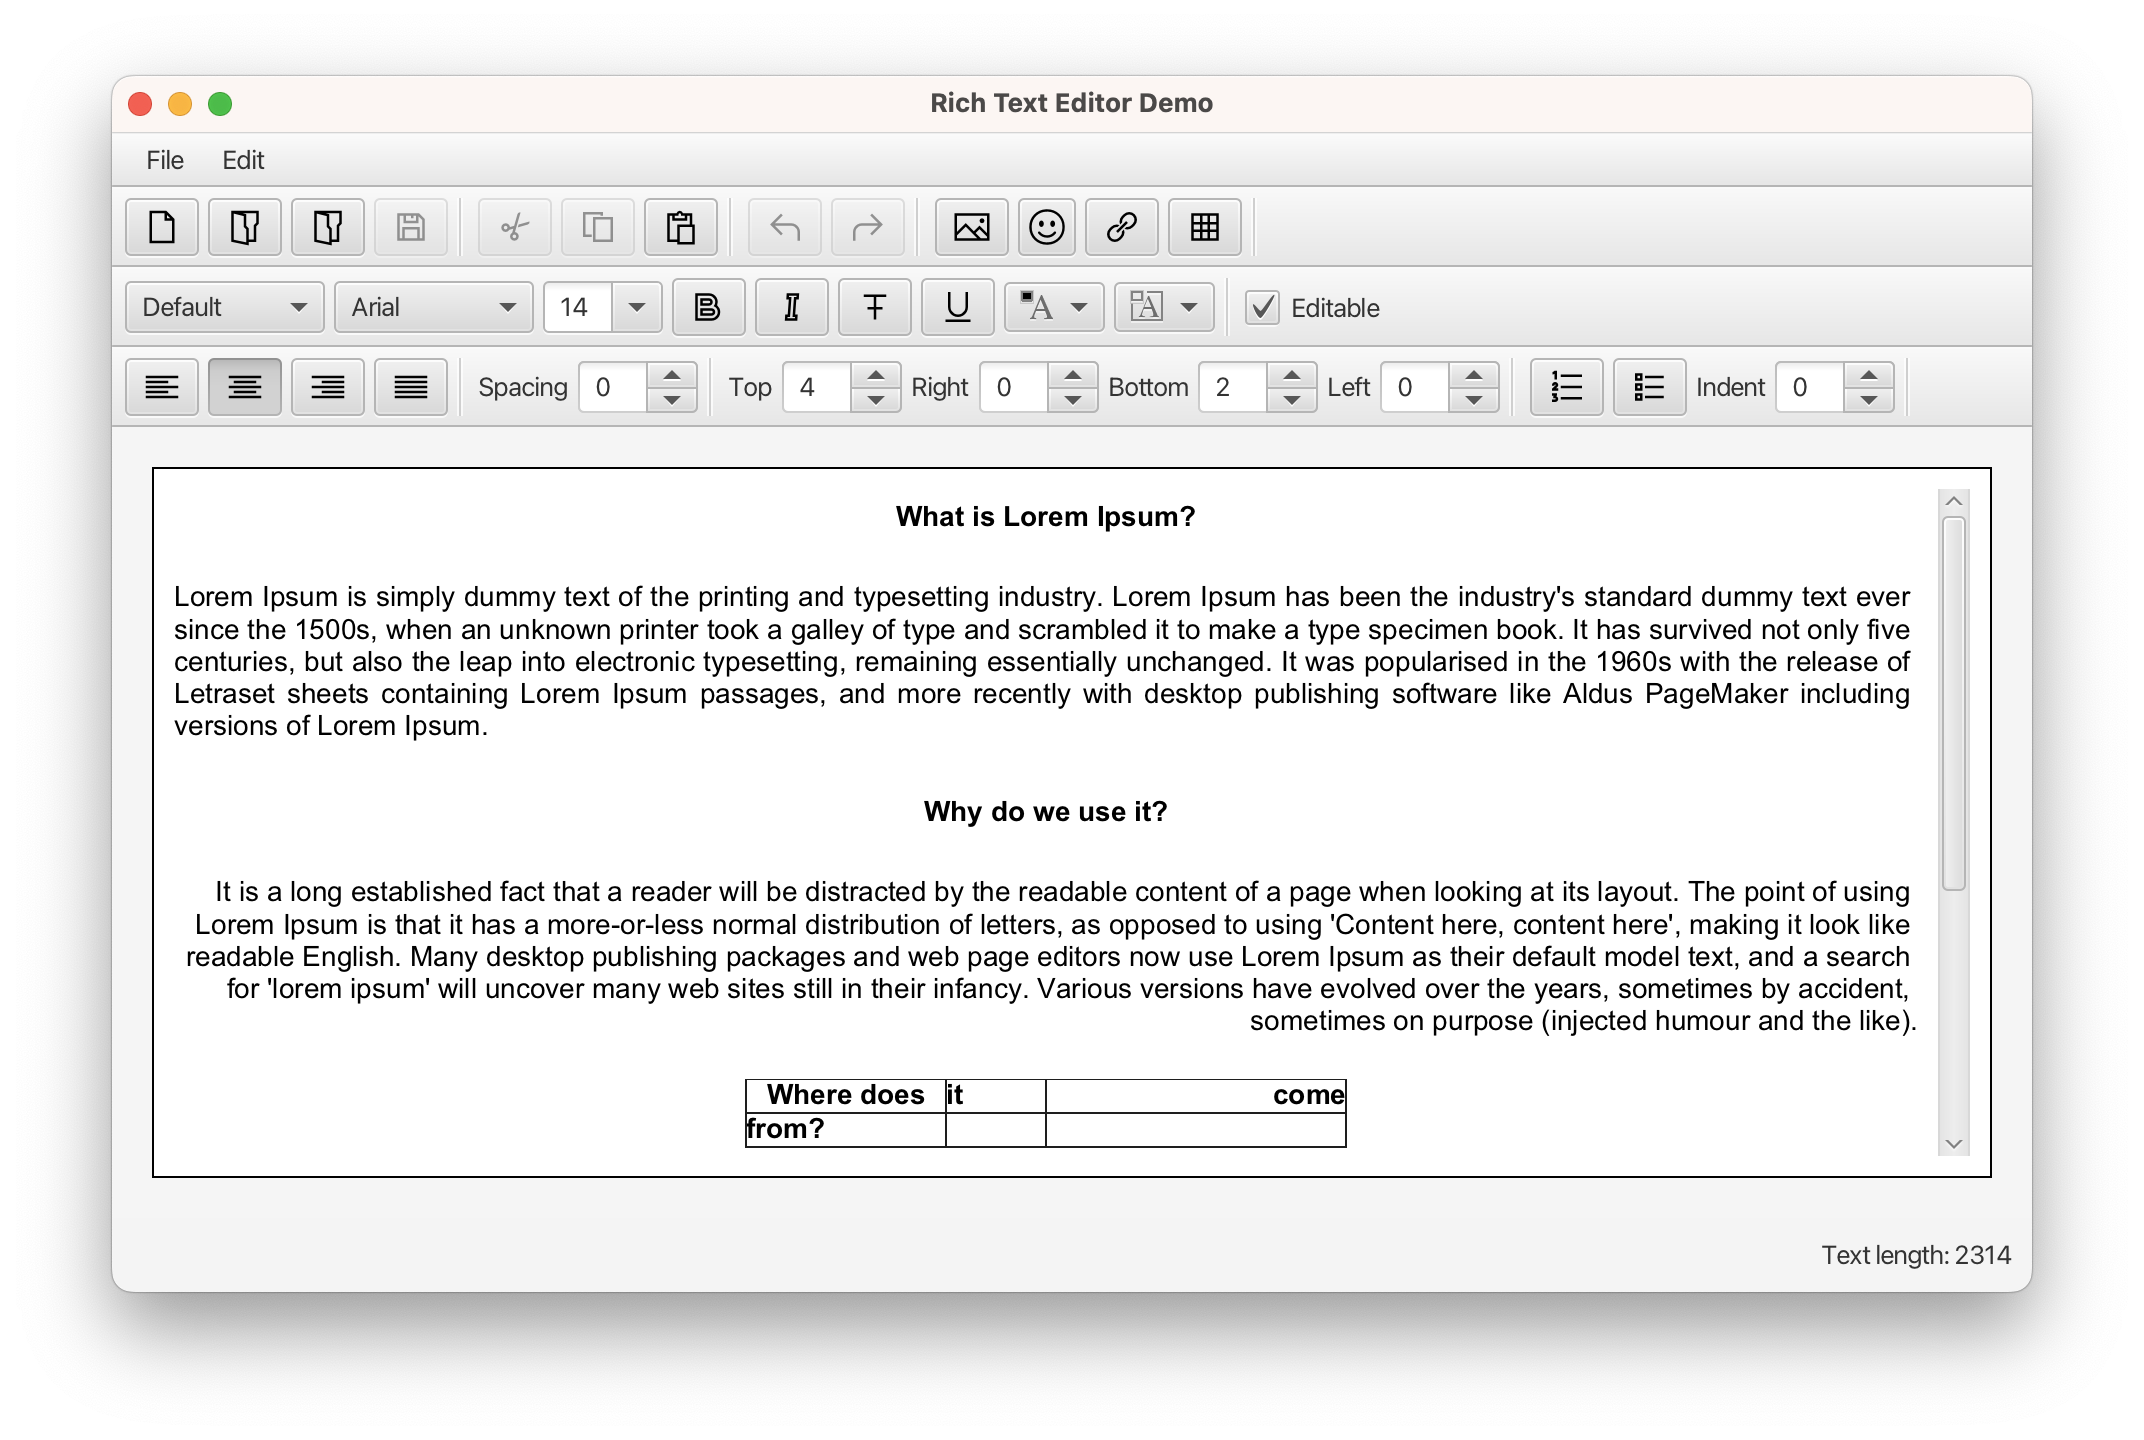 Rich Text Editor Demo
File Edit
Default Arial 14 B I T U A A Editable
Spacing 0 Top 4 Right 0 Bottom 2 Left 0 Indent 0
What is Lorem Ipsum?
Lorem Ipsum is simply dummy text of the printing and typesetting industry. Lorem Ipsum has been the industry's standard dummy text ever
since the 1500s, when an unknown printer took a galley of type and scrambled it to make a type specimen book. It has survived not only five
centuries, but also the leap into electronic typesetting, remaining essentially unchanged. It was popularised in the 1960s with the release of
Letraset sheets containing Lorem Ipsum passages, and more recently with desktop publishing software like Aldus PageMaker including
versions of Lorem Ipsum.
Why do we use it?
It is a long established fact that a reader will be distracted by the readable content of a page when looking at its layout. The point of using
Lorem Ipsum is that it has a more-or-less normal distribution of letters, as opposed to using 'Content here, content here', making it look like
readable English. Many desktop publishing packages and web page editors now use Lorem Ipsum as their default model text, and a search
for 'lorem ipsum' will uncover many web sites still in their infancy. Various versions have evolved over the years, sometimes by accident,
sometimes on purpose (injected humour and the like).
Where does it come
from?
Text length: 2314